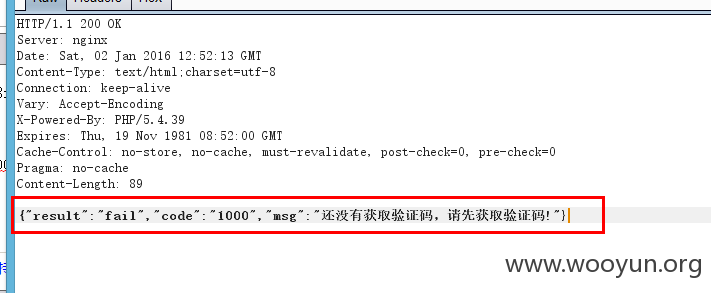 Raw Headers Hex
HTTP/1.1 200 OK
Server: nginx
Date: Sat, 02 Jan 2016 12:52:13 GMT
Content-Type: text/html;charset=utf-8
Connection: keep-alive
Vary: Accept-Encoding
X-Powered-By: PHP/5.4.39
Expires: Thu, 19 Nov 1981 08:52:00 GMT
Cache-Control: no-store, no-cache, must-revalidate, post-check=0, pre-check=0
Pragma: no-cache
Content-Length: 89
{"result":"fail","code":"1000","msg":"还没有获取验证码，请先获取验证码!"}
www.wooyun.org